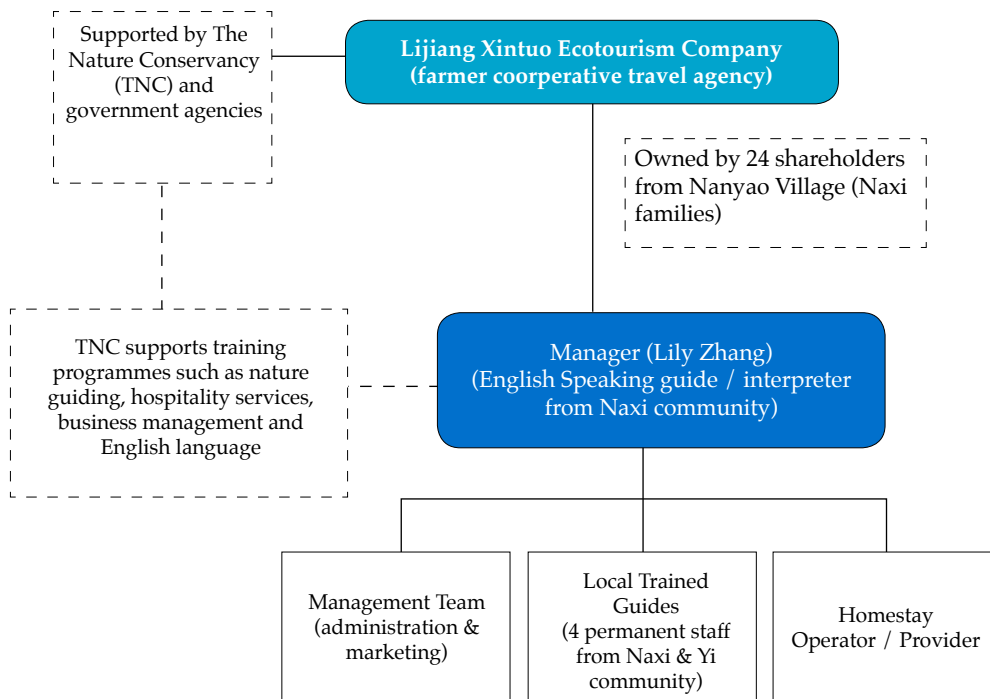 Supported by The
Nature Conservancy
(TNC) and
government agencies
Lijiang Xintuo Ecotourism Company
(farmer coorperative travel agency)
Owned by 24 shareholders
from Nanyao Village (Naxi
families)
TNC supports training
programmes such as nature
guiding, hospitality services,
business management and
English language
Manager (Lily Zhang)
(English Speaking guide / interpreter
from Naxi community)
Management Team
(administration &
marketing)
Local Trained
Guides
(4 permanent staff
from Naxi & Yi
community)
Homestay
Operator / Provider